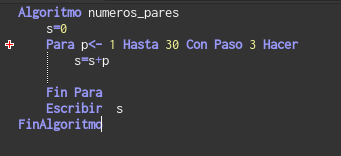 Algoritmo numeros_pares
s=0
Para p<- 1 Hasta 30 Con Paso 3 Hacer
s=s+p
Fin Para
Escribir s
FinAlgoritmo